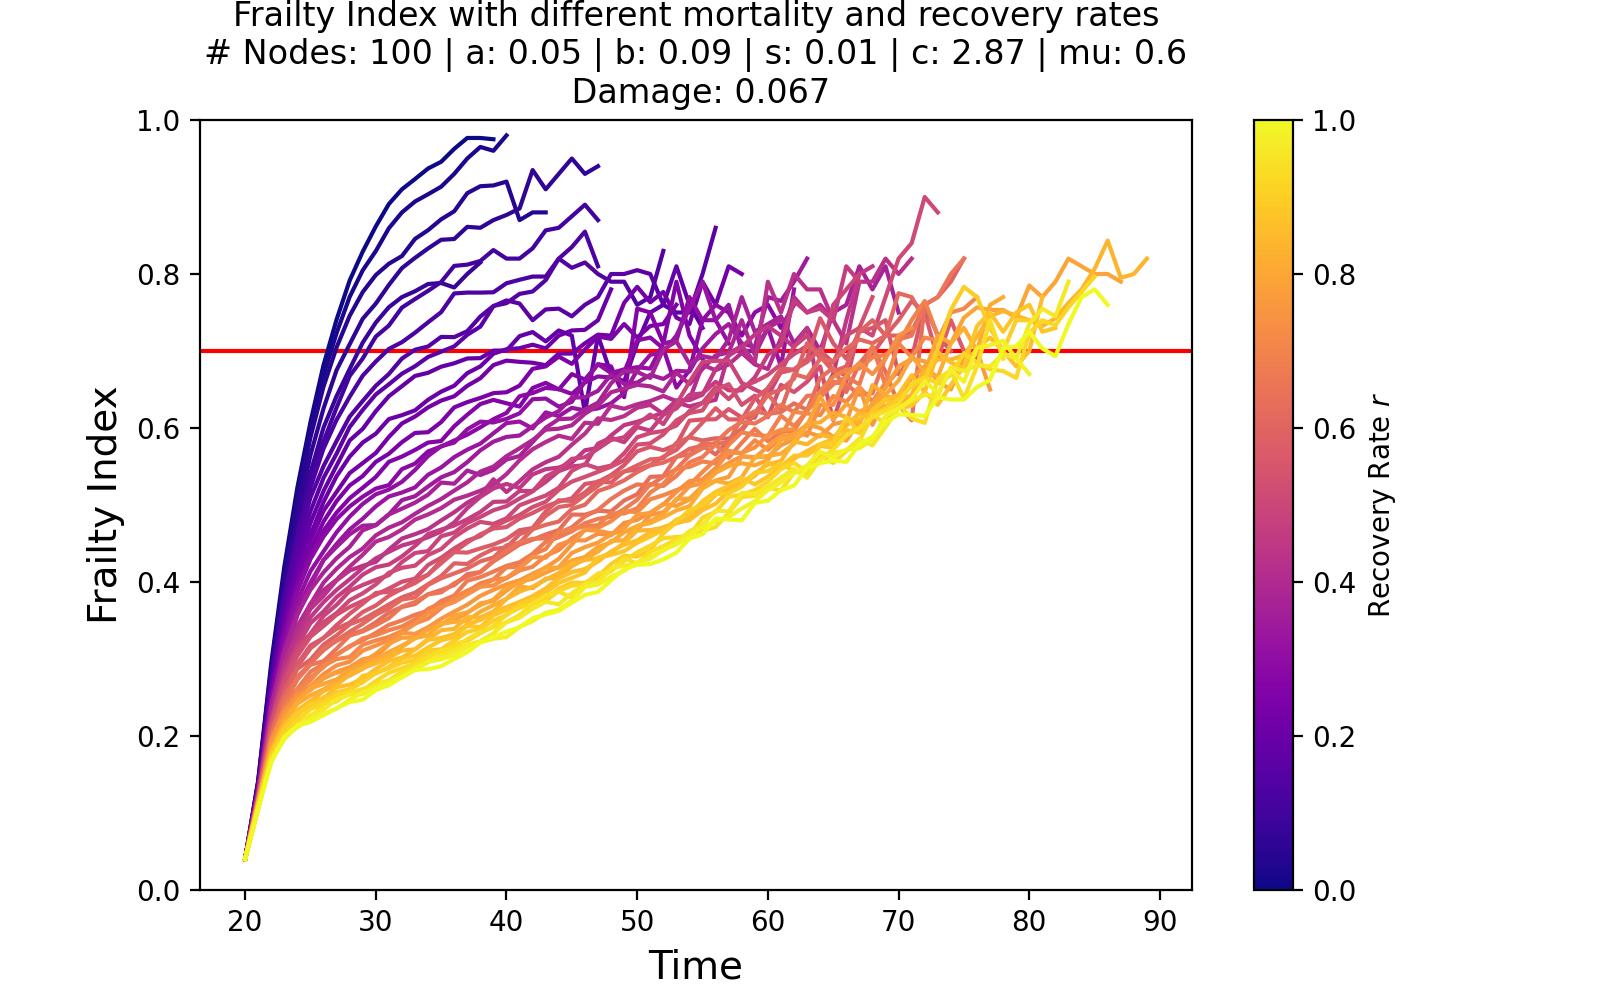 Frailty Index with different mortality and recovery rates
# Nodes: 100 | a: 0.05 | b: 0.09 | s: 0.01 | c: 2.87 | mu: 0.6
Damage: 0.067
1.0
0.8
0.6
0.4
0.2
0.0
Frailty Index
20 30 40 50 60 70 80 90
Time
1.0
0.8
0.6
0.4
0.2
0.0
Recovery Rate r